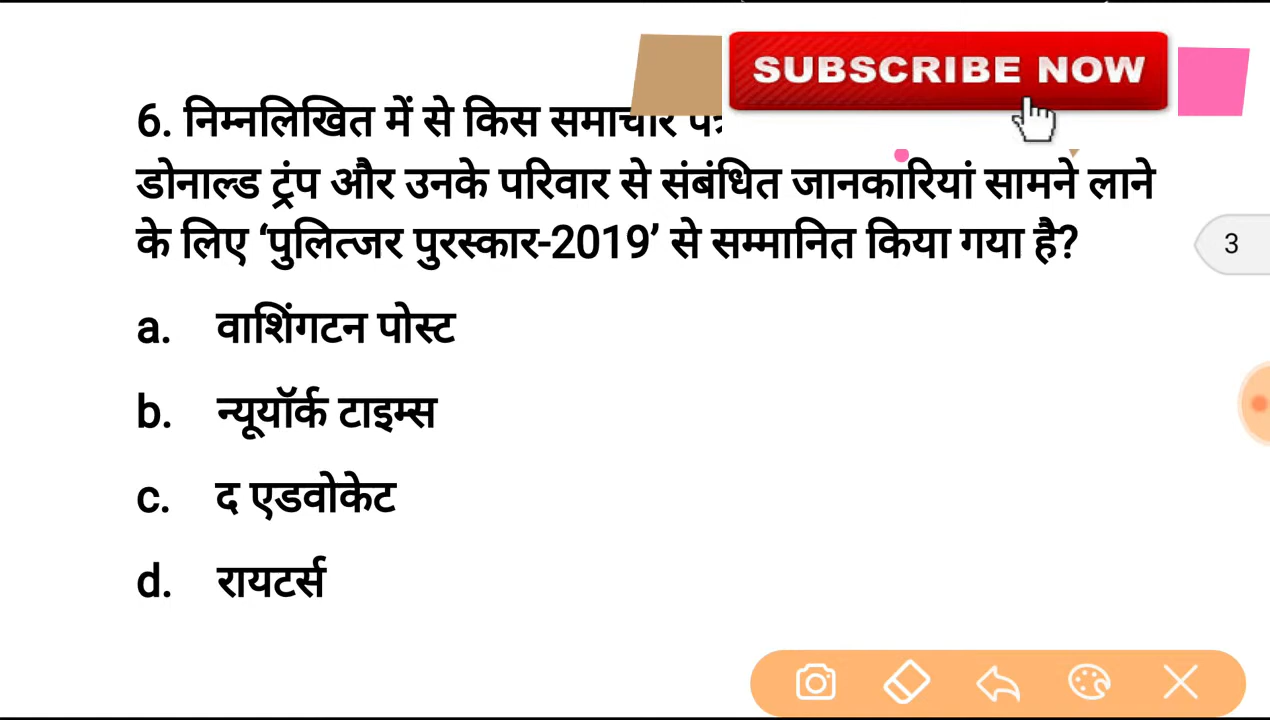 SUBSCRIBE NOW
6. निम्नलिखित में से किस समाचार
डोनाल्ड ट्रंप और उनके परिवार से संबंधित जानकारियां सामने लाने
के लिए ‘पुलित्जर पुरस्कार-2019’ से सम्मानित किया गया है?
3
a. वाशिंगटन पोस्ट
b. न्यूयॉर्क टाइम्स
c. द एडवोकेट
d. रायटर्स